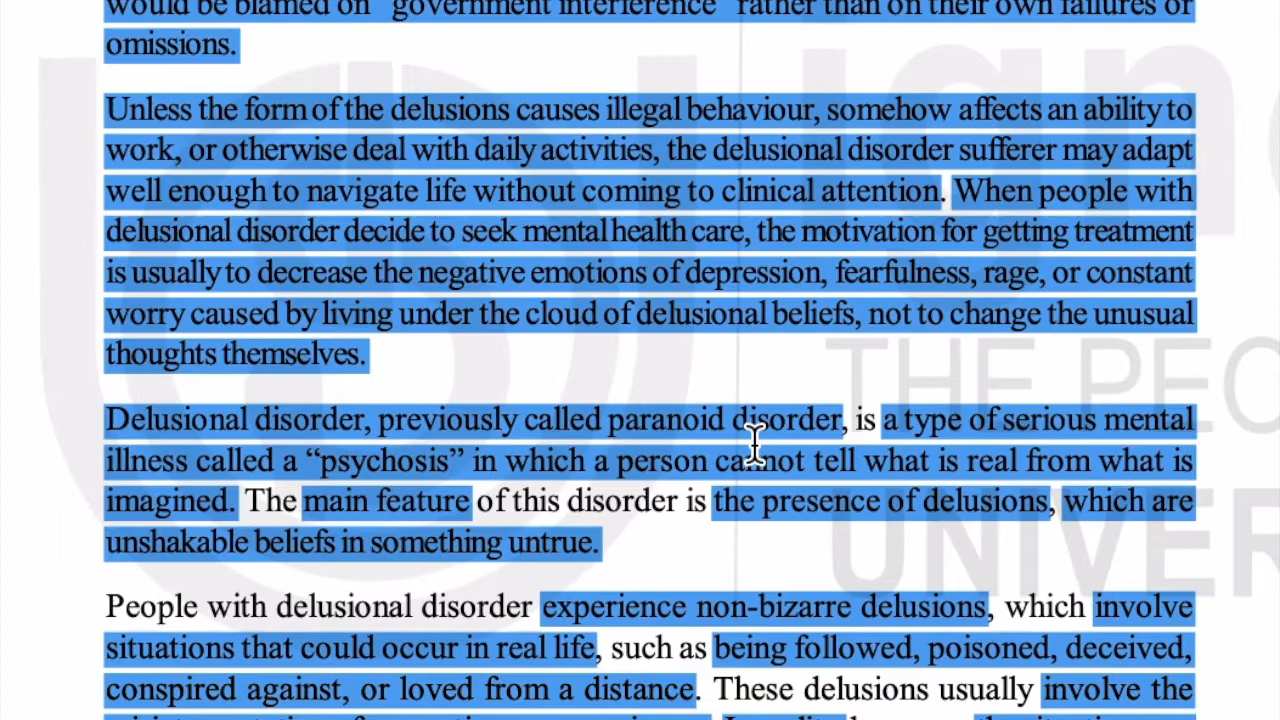 would be blamed on "government interference" rather than on their own failures or
omissions.
Unless the form of the delusions causes illegal behaviour, somehow affects an ability to
work, or otherwise deal with daily activities, the delusional disorder sufferer may adapt
well enough to navigate life without coming to clinical attention. When people with
delusional disorder decide to seek mental health care, the motivation for getting treatment
is usually to decrease the negative emotions of depression, fearfulness, rage, or constant
worry caused by living under the cloud of delusional beliefs, not to change the unusual
thoughts themselves.
Delusional disorder, previously called paranoid disorder, is a type of serious mental
illness called a “psychosis” in which a person cannot tell what is real from what is
imagined. The main feature of this disorder is the presence of delusions, which are
unshakable beliefs in something untrue.
People with delusional disorder experience non-bizarre delusions, which involve
situations that could occur in real life, such as being followed, poisoned, deceived,
conspired against, or loved from a distance. These delusions usually involve the
THE PEO
UNIVER